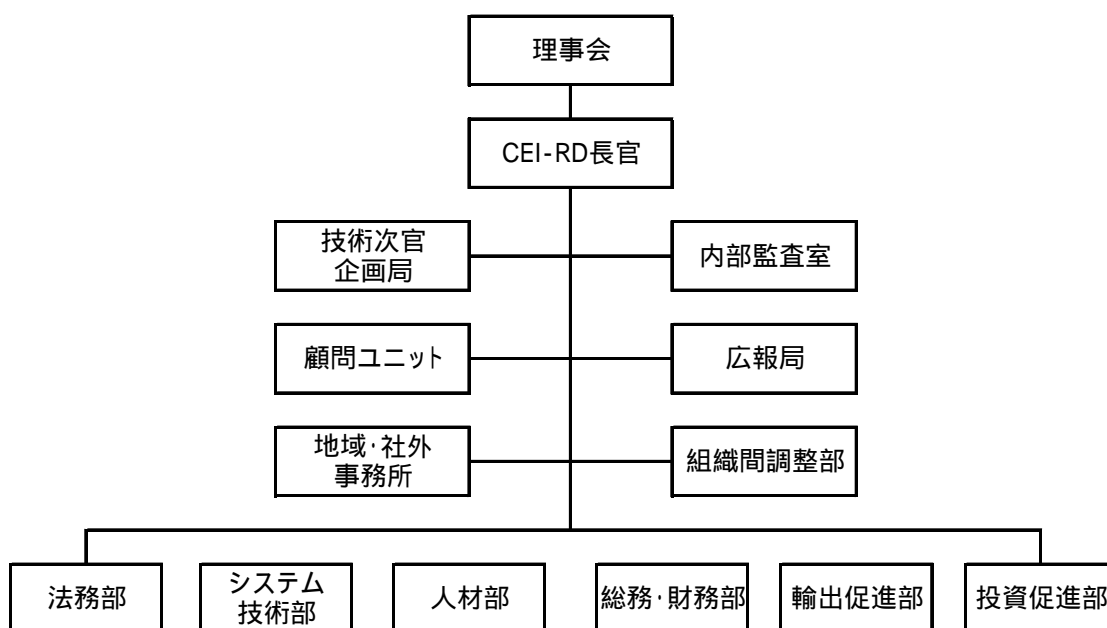 理事会
CEI-RD長官
技術次官
企画局
内部監査室
顧問ユニット
広報局
地域·社外
事務所
組織間調整部
法務部
システム
技術部
人材部
総務·財務部
輸出促進部
投資促進部